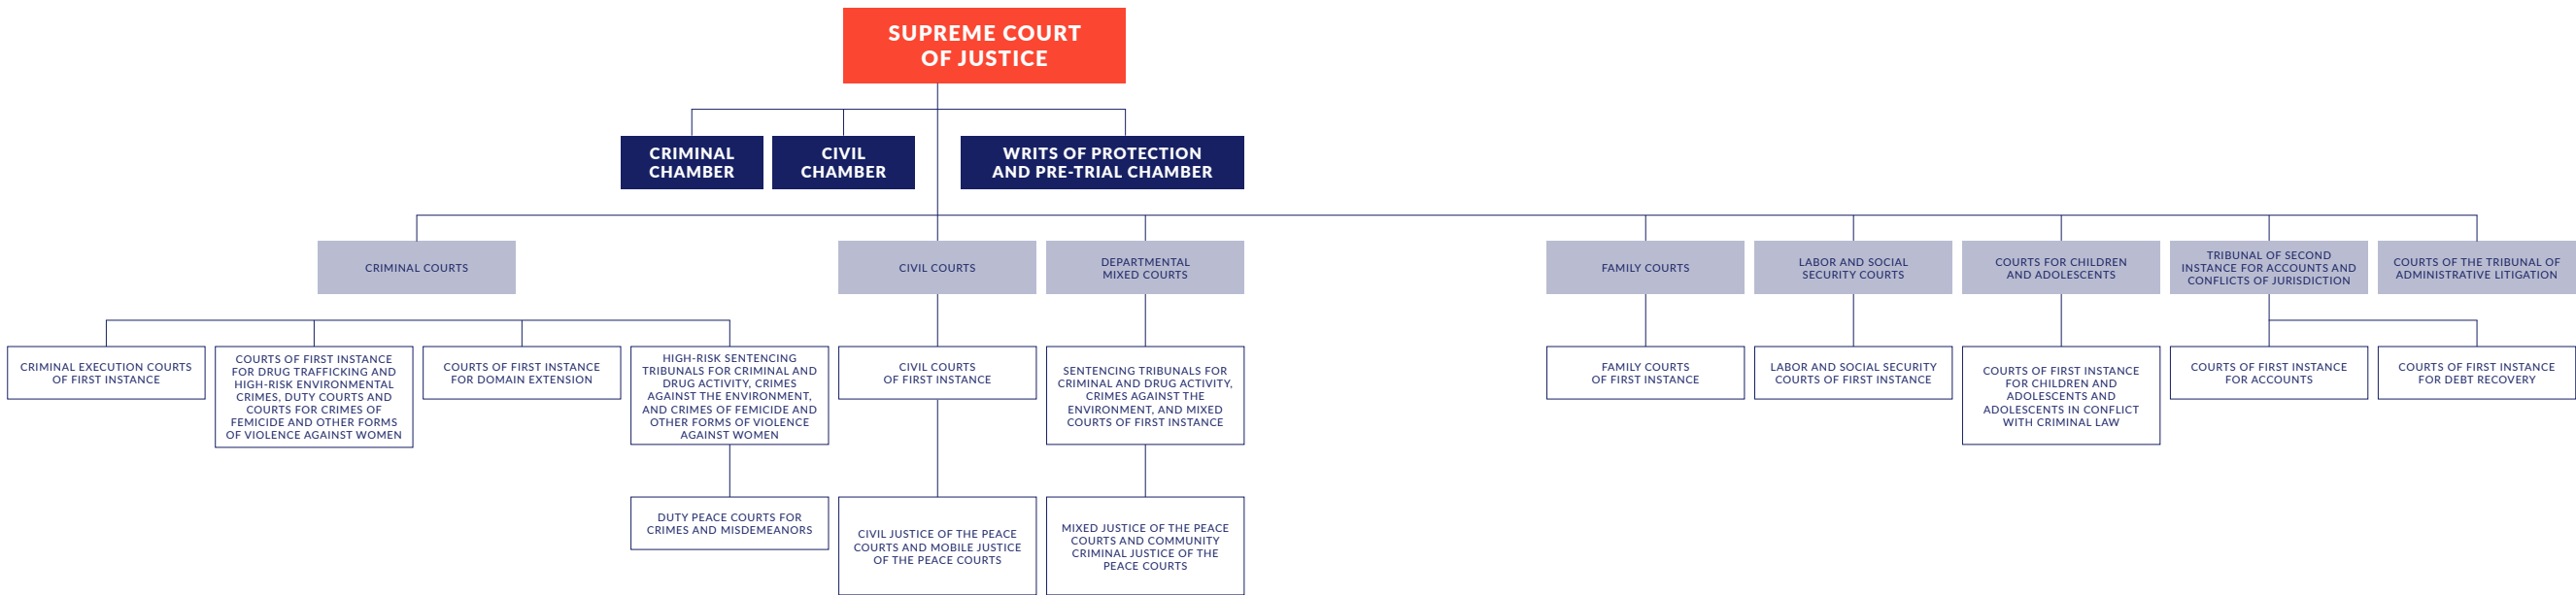 SUPREME COURT
OF JUSTICE
CRIMINAL
CHAMBER
CIVIL
CHAMBER
WRITS OF PROTECTION
AND PRE-TRIAL CHAMBER
CRIMINAL COURTS
CIVIL COURTS
DEPARTMENTAL
MIXED COURTS
FAMILY COURTS
LABOR AND SOCIAL
SECURITY COURTS
COURTS FOR CHILDREN
AND ADOLESCENTS
TRIBUNAL OF SECOND
INSTANCE FOR ACCOUNTS AND
CONFLICTS OF JURISDICTION
COURTS OF THE TRIBUNAL OF
ADMINISTRATIVE LITIGATION
CRIMINAL EXECUTION COURTS
OF FIRST INSTANCE
COURTS OF FIRST INSTANCE
FOR DRUG TRAFFICKING AND
HIGH-RISK ENVIRONMENTAL
CRIMES, DUTY COURTS AND
COURTS FOR CRIMES OF
FEMICIDE AND OTHER FORMS
OF VIOLENCE AGAINST WOMEN
COURTS OF FIRST INSTANCE
FOR DOMAIN EXTENSION
HIGH-RISK SENTENCING
TRIBUNALS FOR CRIMINAL AND
DRUG ACTIVITY, CRIMES
AGAINST THE ENVIRONMENT,
AND CRIMES OF FEMICIDE AND
OTHER FORMS OF VIOLENCE
AGAINST WOMEN
CIVIL COURTS
OF FIRST INSTANCE
SENTENCING TRIBUNALS FOR
CRIMINAL AND DRUG ACTIVITY,
CRIMES AGAINST THE
ENVIRONMENT, AND MIXED
COURTS OF FIRST INSTANCE
FAMILY COURTS
OF FIRST INSTANCE
LABOR AND SOCIAL SECURITY
COURTS OF FIRST INSTANCE
COURTS OF FIRST INSTANCE
FOR CHILDREN AND
ADOLESCENTS AND
ADOLESCENTS IN CONFLICT
WITH CRIMINAL LAW
COURTS OF FIRST INSTANCE
FOR ACCOUNTS
COURTS OF FIRST INSTANCE
FOR DEBT RECOVERY
DUTY PEACE COURTS FOR
CRIMES AND MISDEMEANORS
CIVIL JUSTICE OF THE PEACE
COURTS AND MOBILE JUSTICE
OF THE PEACE COURTS
MIXED JUSTICE OF THE PEACE
COURTS AND COMMUNITY
CRIMINAL JUSTICE OF THE
PEACE COURTS